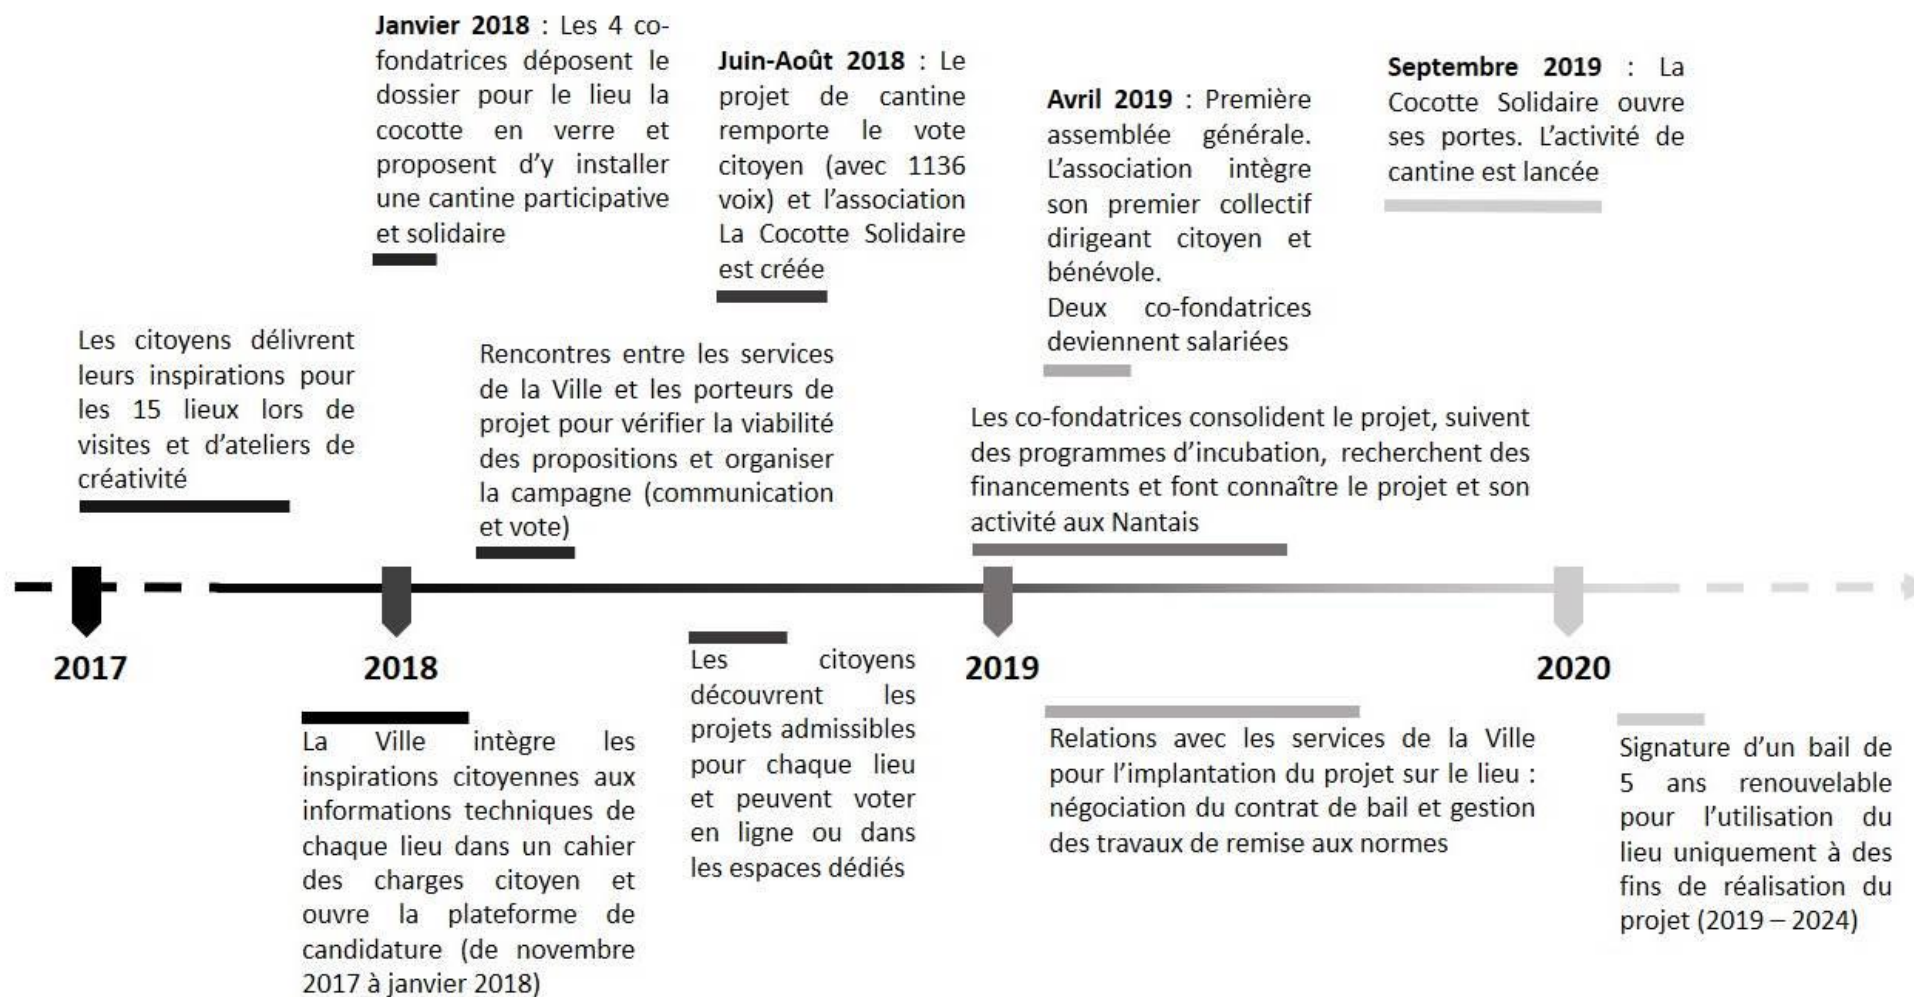 Janvier 2018 : Les 4 co-
fondatrices déposent le
dossier pour le lieu la
cocotte en verre et
proposent d’y installer
une cantine participative
et solidaire
Juin-Août 2018 : Le
projet de cantine
remporte le vote
citoyen (avec 1136
voix) et l’association
La Cocotte Solidaire
est créée
Avril 2019 : Première
assemblée générale.
L’association intègre
son premier collectif
dirigeant citoyen et
bénévole.
Deux co-fondatrices
deviennent salariées
Septembre 2019 : La
Cocotte Solidaire ouvre
ses portes. L’activité de
cantine est lancée
Les citoyens délivrent
leurs inspirations pour
les 15 lieux lors de
visites et d’ateliers de
créativité
Rencontres entre les services
de la Ville et les porteurs de
projet pour vérifier la viabilité
des propositions et organiser
la campagne (communication
et vote)
Les co-fondatrices consolident le projet, suivent
des programmes d’incubation, recherchent des
financements et font connaître le projet et son
activité aux Nantais
2017
2018
2019
2020
La Ville intègre les
inspirations citoyennes aux
informations techniques de
chaque lieu dans un cahier
des charges citoyen et
ouvre la plateforme de
candidature (de novembre
2017 à janvier 2018)
Les citoyens
découvrent les
projets admissibles
pour chaque lieu
et peuvent voter
en ligne ou dans
les espaces dédiés
Relations avec les services de la Ville
pour l’implantation du projet sur le lieu :
négociation du contrat de bail et gestion
des travaux de remise aux normes
Signature d’un bail de
5 ans renouvelable
pour l’utilisation du
lieu uniquement à des
fins de réalisation du
projet (2019 – 2024)